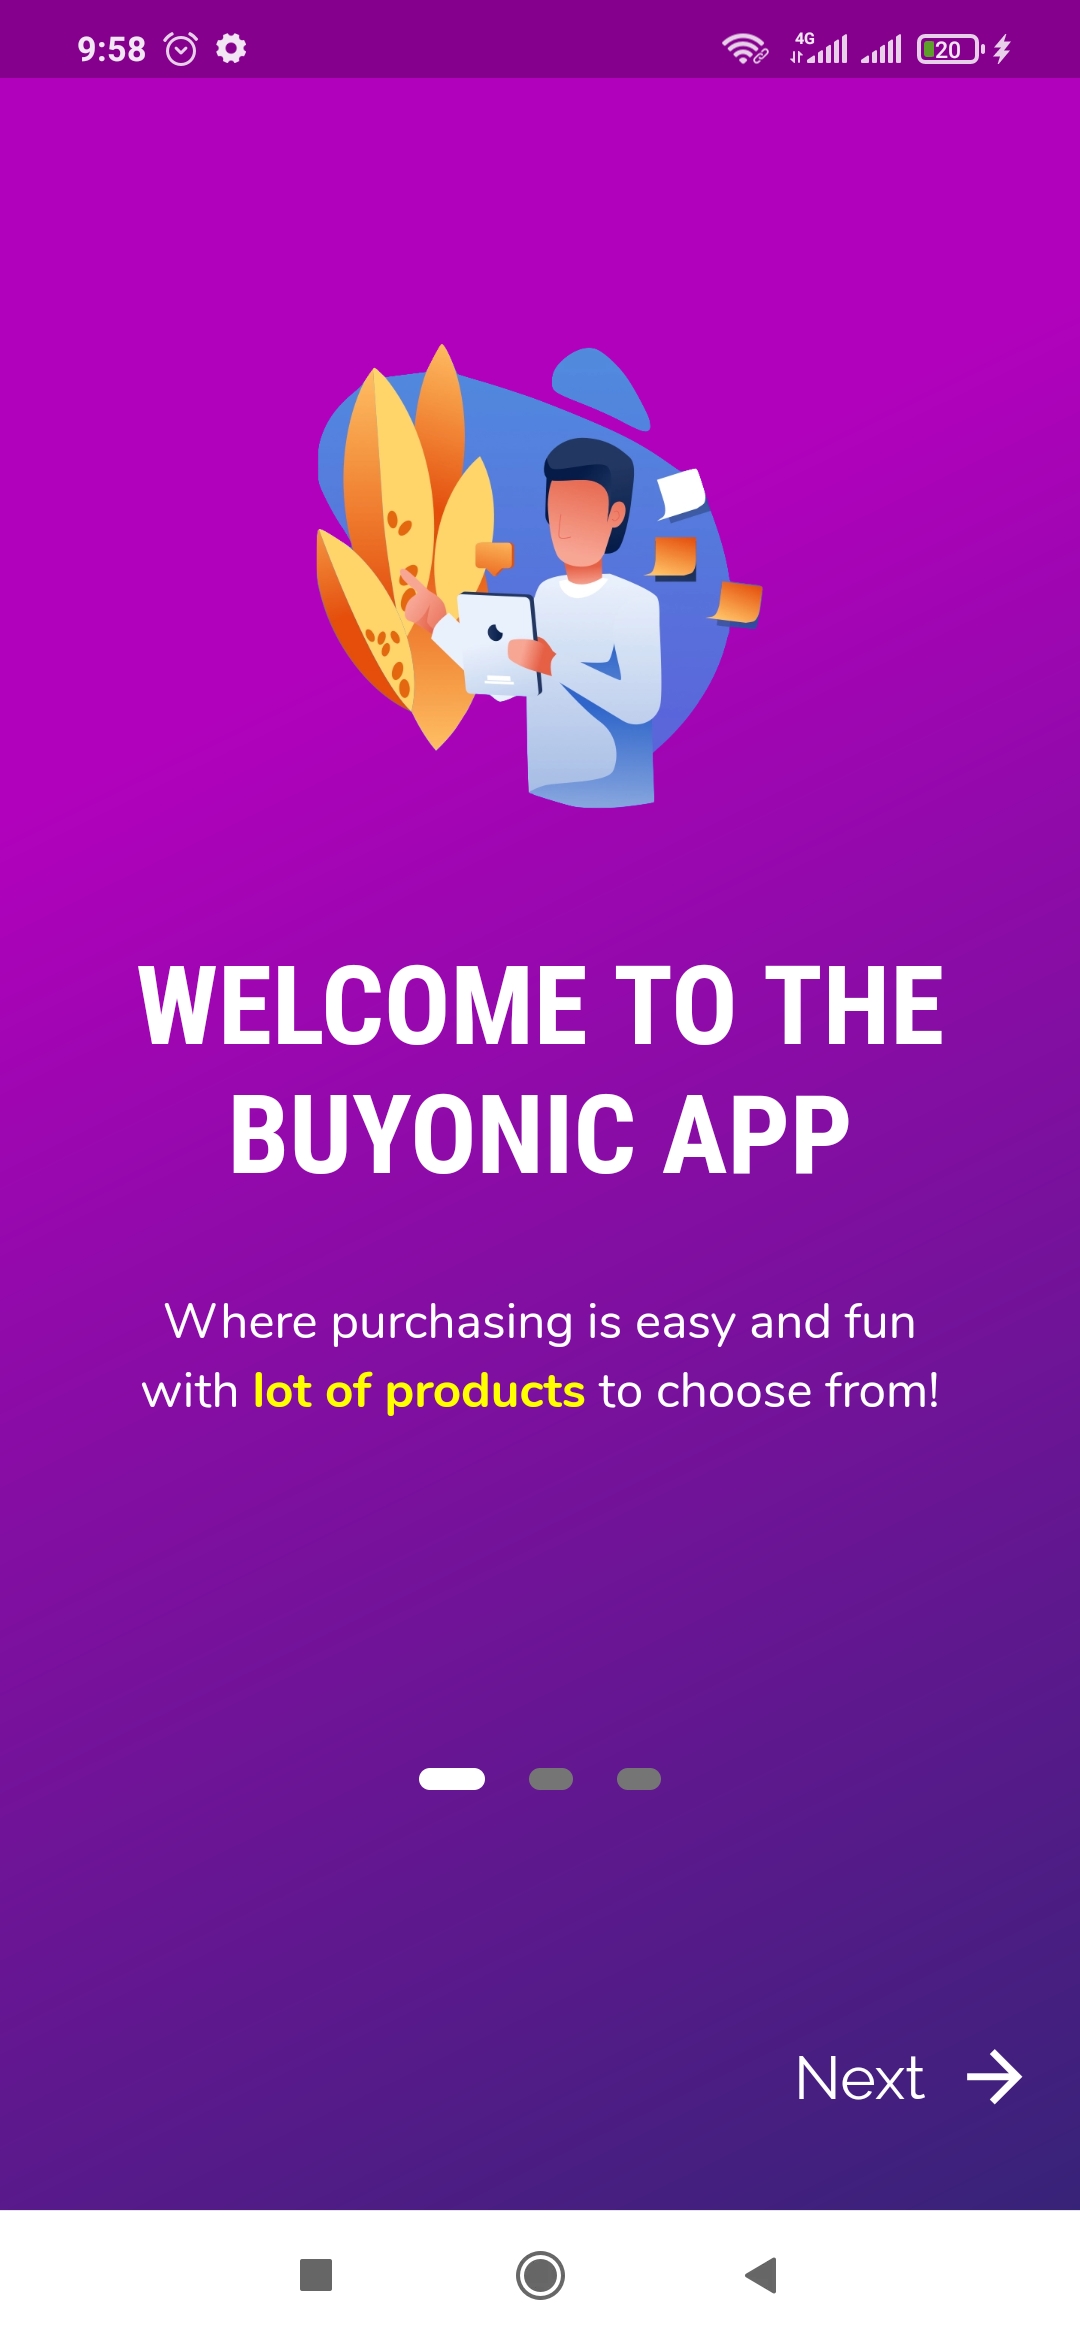 9:58
4G
20
WELCOME TO THE
BUYONIC APP
Where purchasing is easy and fun
with lot of products to choose from!
Next